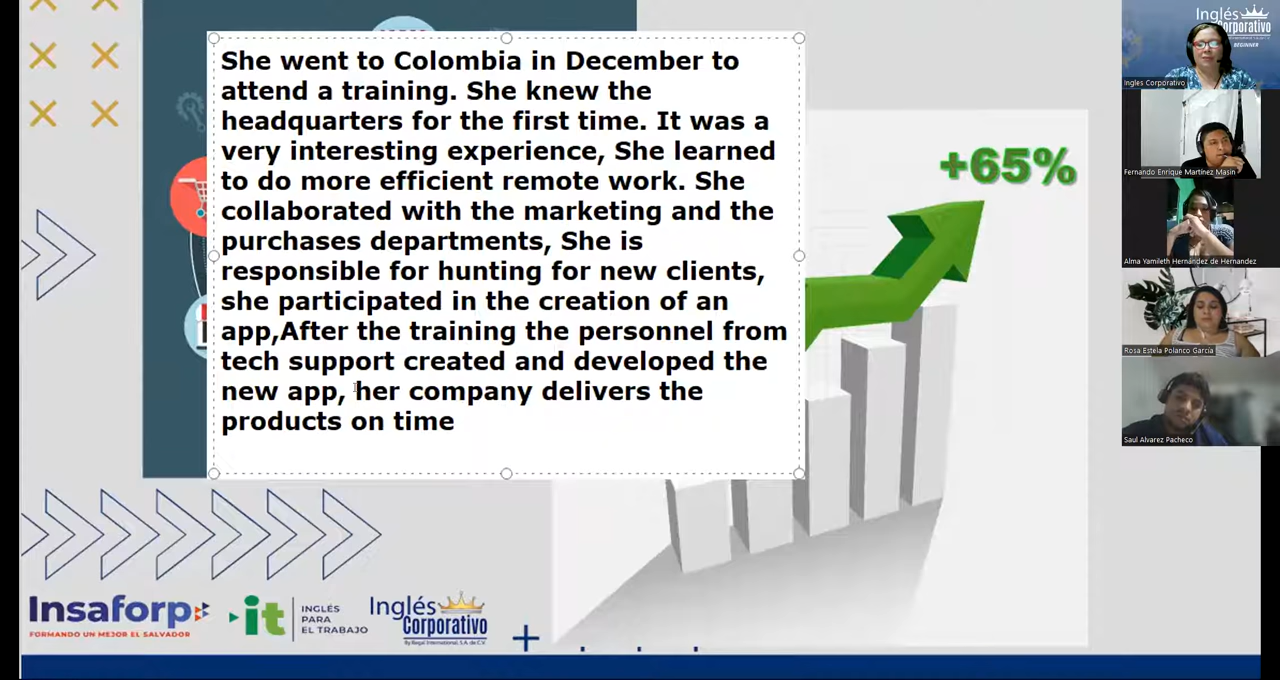 She went to Colombia in December to
attend a training. She knew the
headquarters for the first time. It was a
very interesting experience, She learned
to do more efficient remote work. She
collaborated with the marketing and the
purchases departments, She is
responsible for hunting for new clients,
she participated in the creation of an
app,After the training the personnel from
tech support created and developed the
new app, her company delivers the
products on time
+65%
Insaforp
FORMANDO UN MEJOR EL SALVADOR
it
INGLÉS
PARA
EL TRABAJO
Inglés
Corporativo
Inglés
Corporativo
BEGINNER
Ingles Corporativo
Fernando Enrique Martínez Masin
Alma Yamileth Hernández de Hernandez
Rosa Estela Polanco García
Saul Alvarez Pacheco